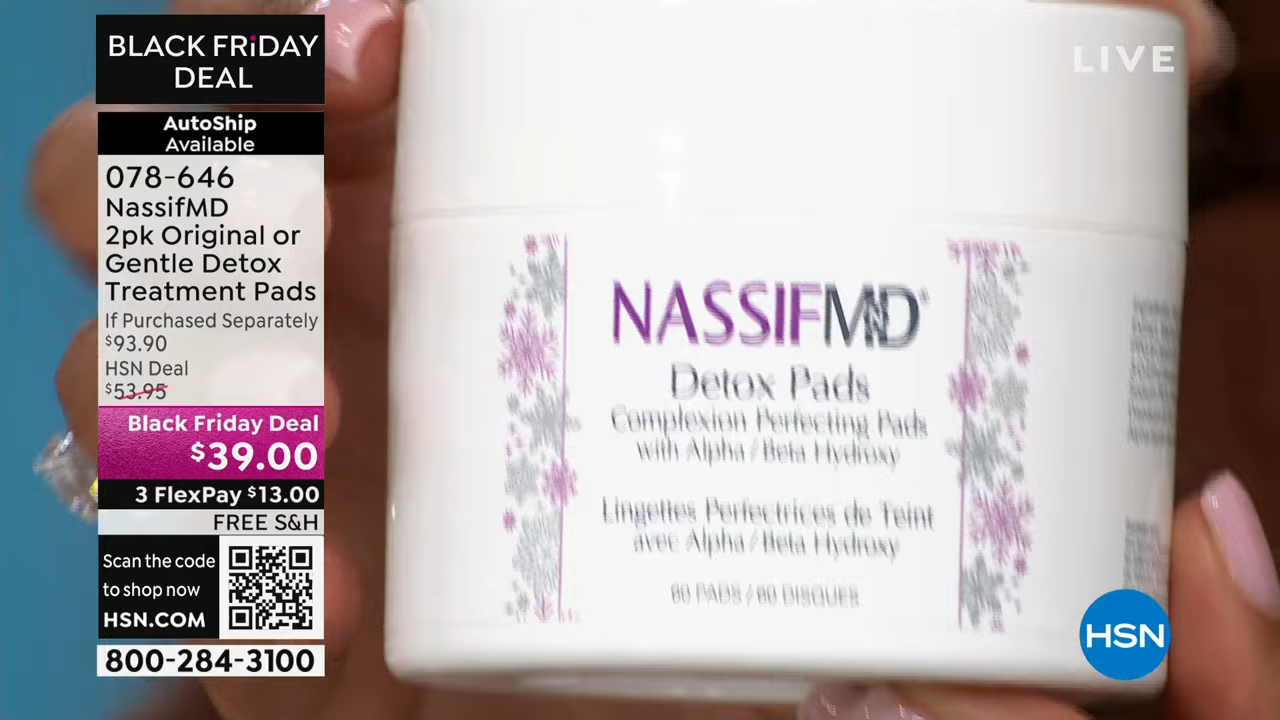 BLACK FRiDAY
DEAL
AutoShip
Available
078-646
NassifMD
2pk Original or
Gentle Detox
Treatment Pads
If Purchased Separately
$93.90
HSN Deal
$53.95
Black Friday Deal
$39.00
3 FlexPay $13.00
FREE S&H
Scan the code
to shop now
HSN.COM
800-284-3100
LIVE
NASSIFMD®
Detox Pads
Complexion Perfecting Pads
with Alpha / Beta Hydroxy
Lingettes Perfectrices de Teint
avec Alpha / Beta Hydroxy
60 PADS / 60 DISQUES
HSN